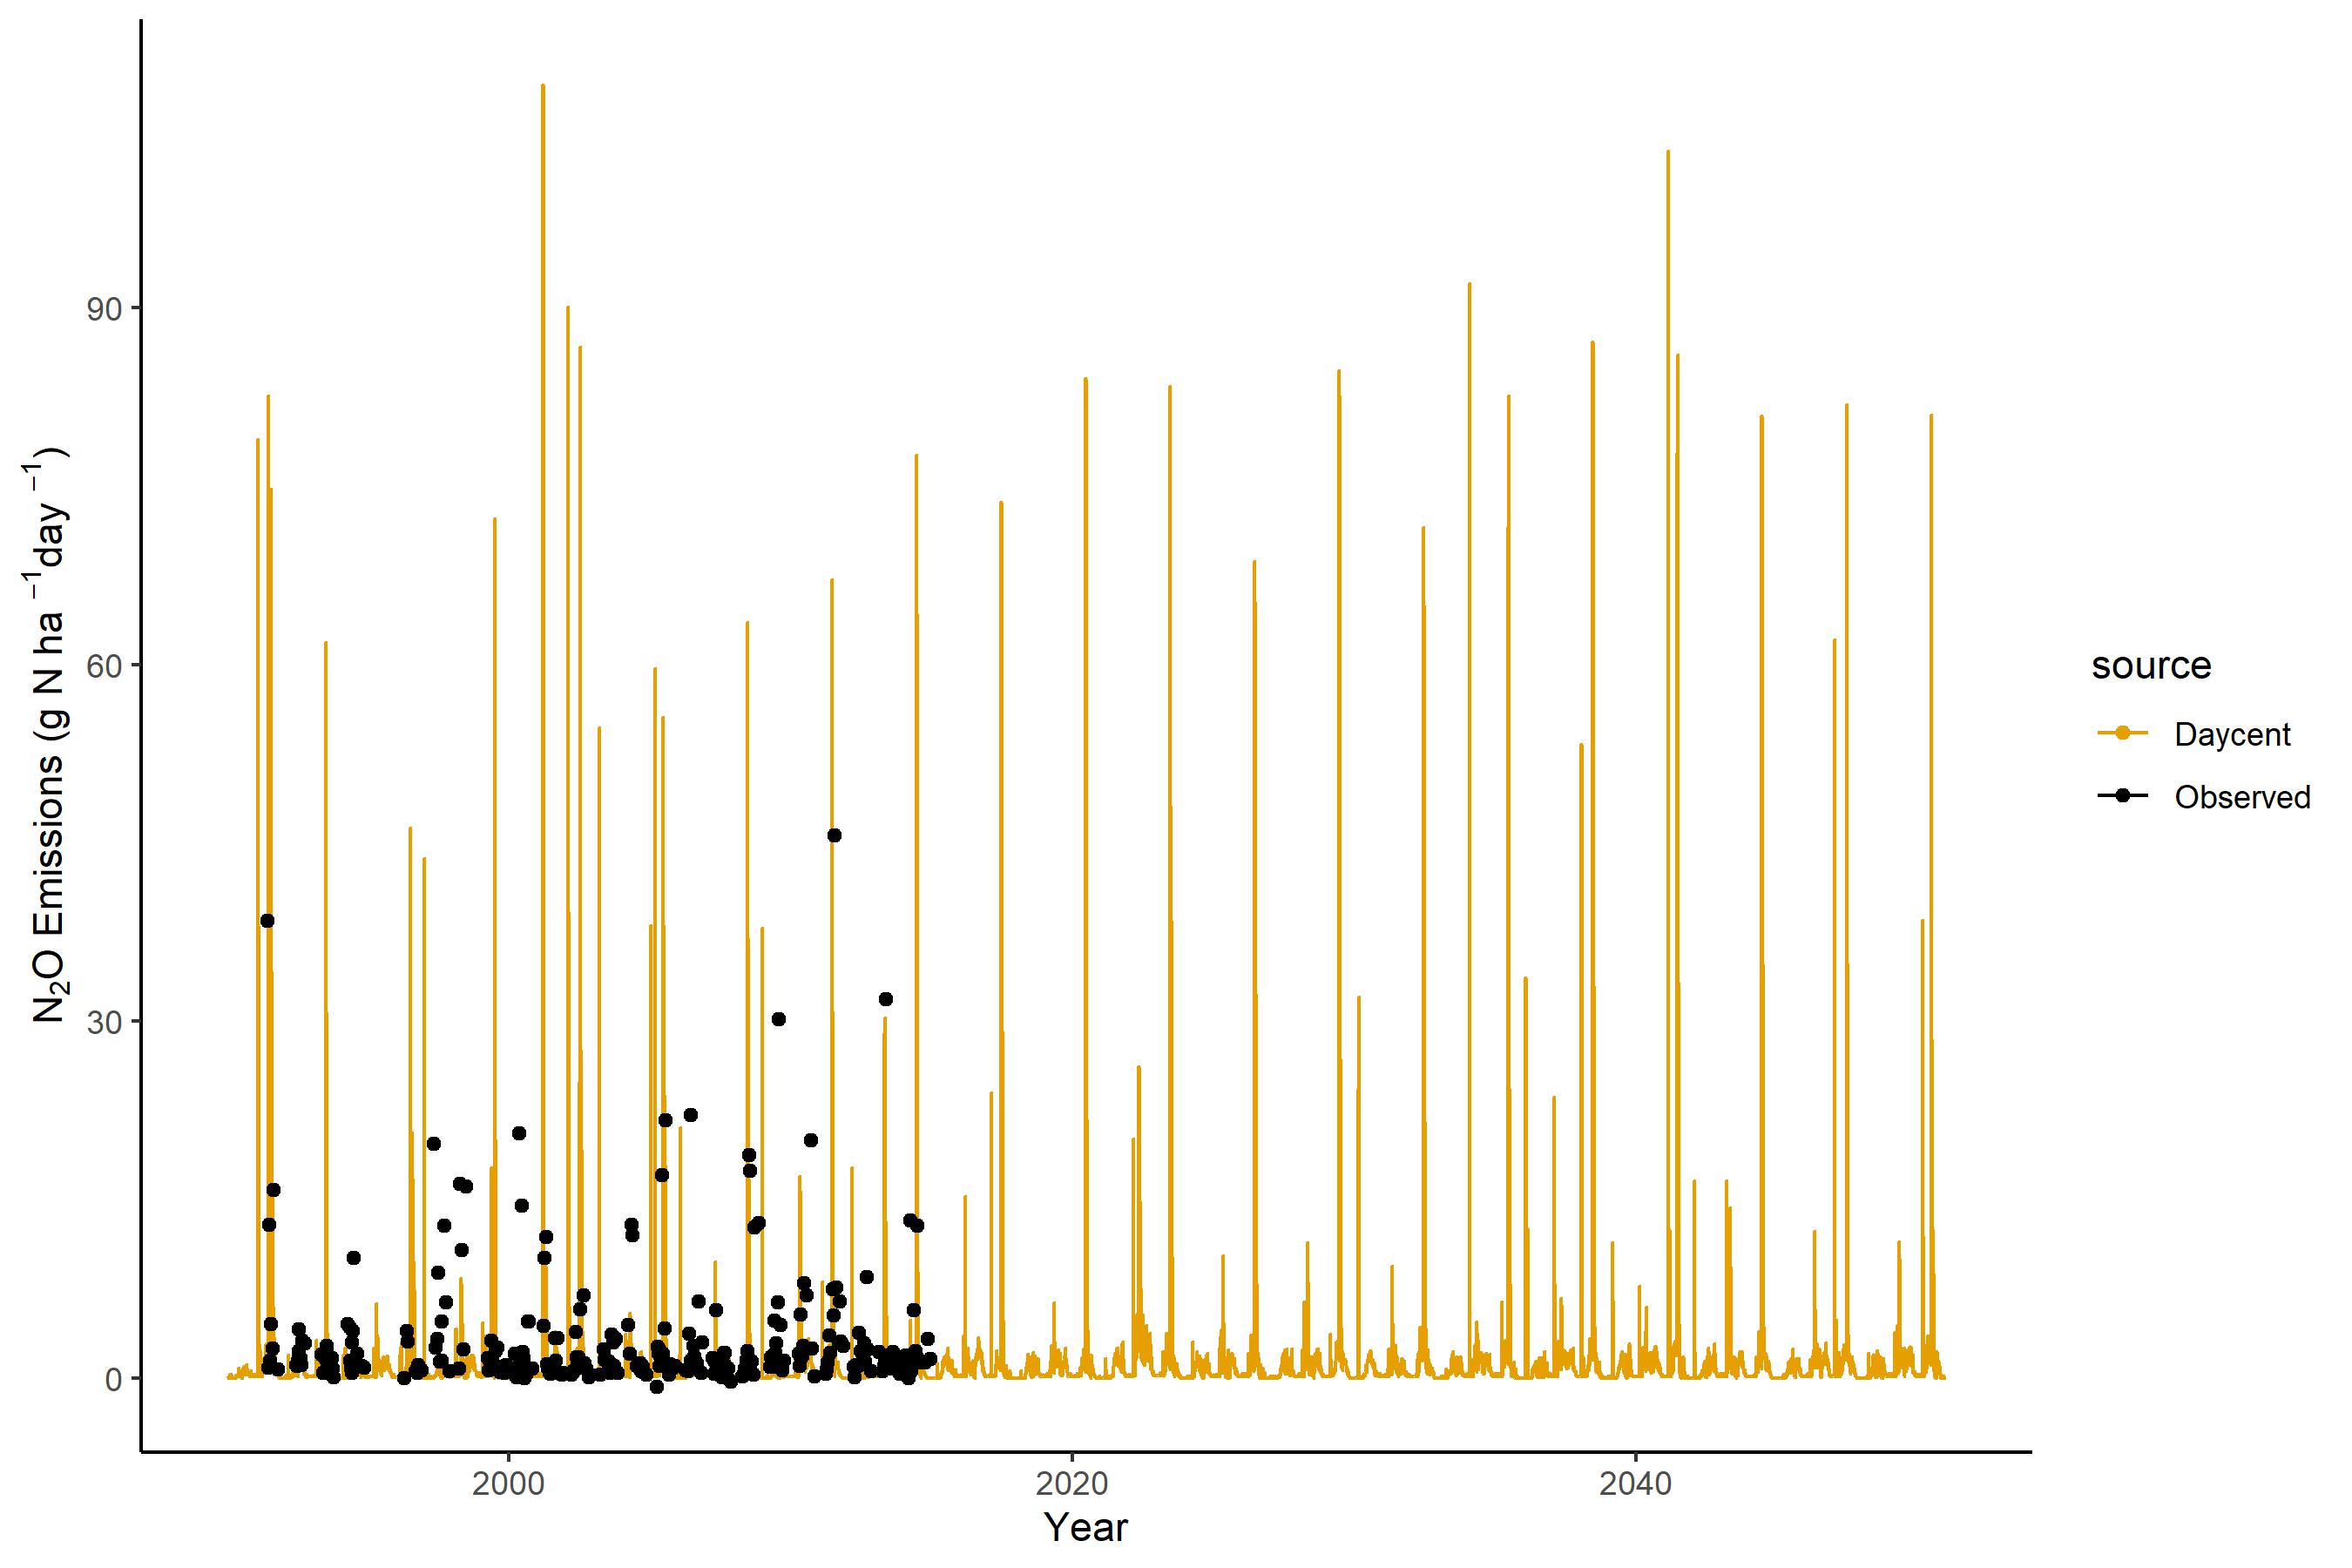 N₂O Emissions (g N ha ⁻¹day ⁻¹)
90
60
30
0
2000
2020
2040
Year
source
Daycent
Observed